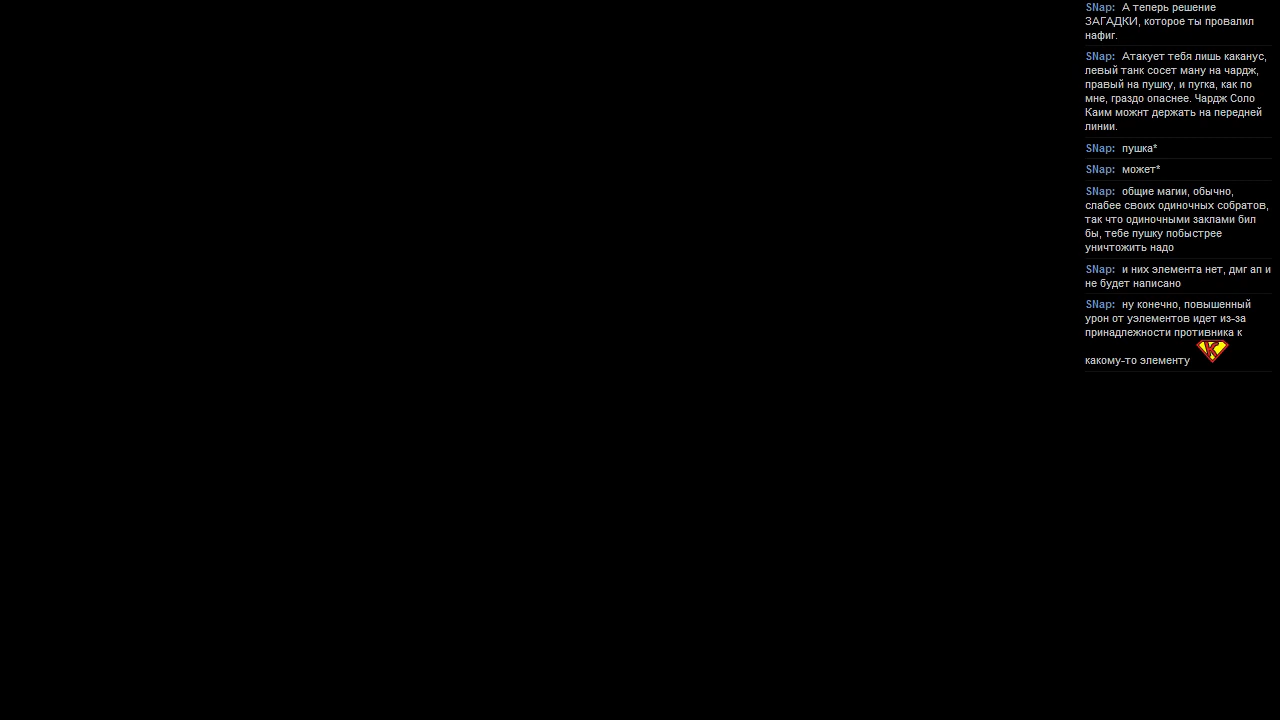 SNap: А теперь решение
ЗАГАДКИ, которое ты провалил
нафиг.
SNap: Атакует тебя лишь каканус,
левый танк сосет ману на чардж,
правый на пушку, и пугка, как по
мне, граздо опаснее. Чардж Соло
Каим можнт держать на передней
линии.
SNap: пушка*
SNap: может*
SNap: общие магии, обычно,
слабее своих одиночных собратов,
так что одиночными заклами бил
бы, тебе пушку побыстрее
уничтожить надо
SNap: и них элемента нет, дмг ап и
не будет написано
SNap: ну конечно, повышенный
урон от уэлементов идет из-за
принадлежности противника к
какому-то элементу K